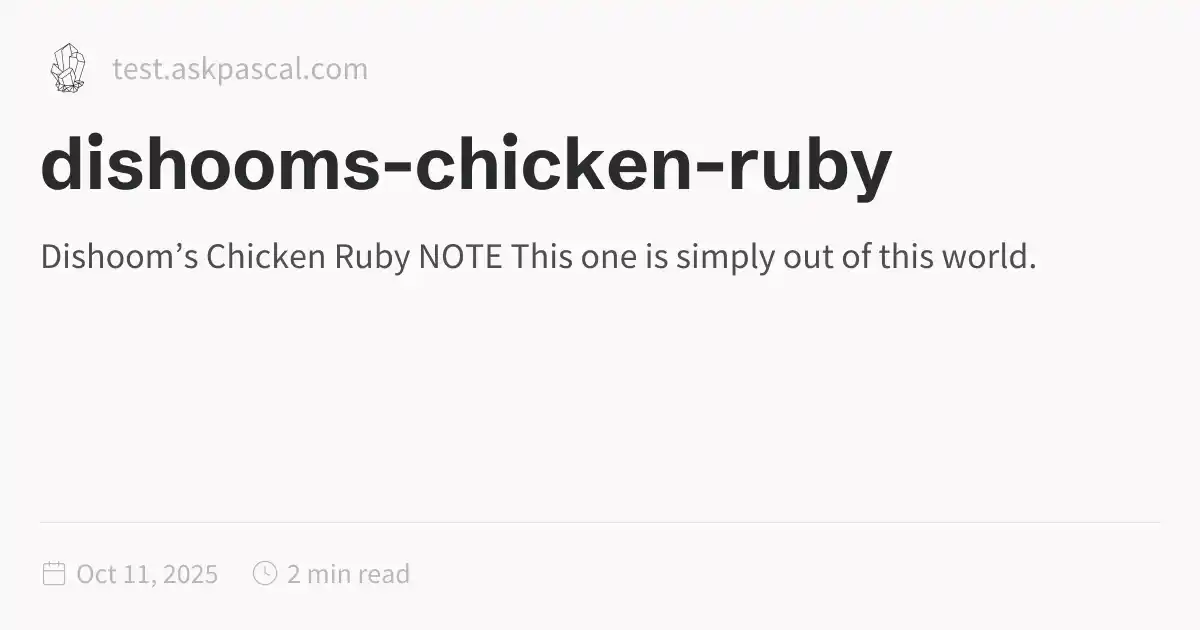 test.askpascal.com
dishooms-chicken-ruby
Dishoom’s Chicken Ruby NOTE This one is simply out of this world.
Oct 11, 2025 2 min read